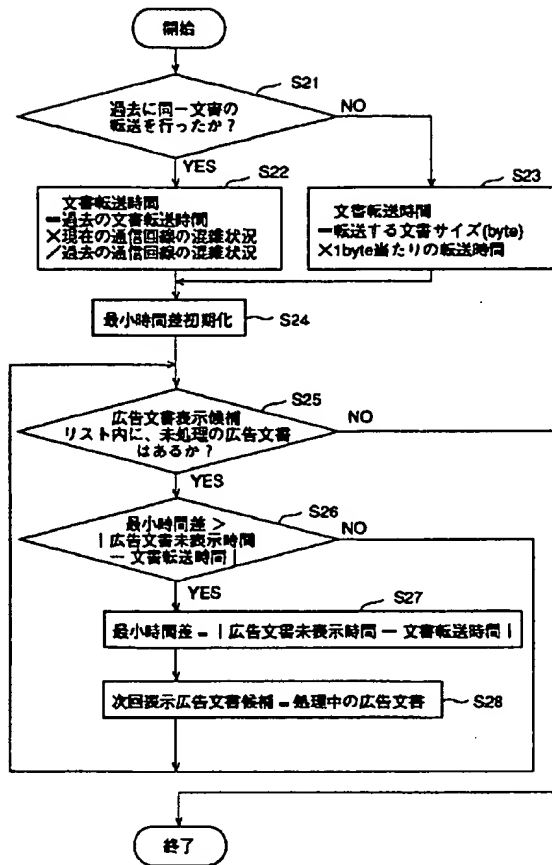 開始
S21
過去に同一文書の
転送を行ったか？
NO
YES
S22
文書転送時間
＝過去の文書転送時間
×現在の通信回線の混雑状況
／過去の通信回線の混雑状況
S23
文書転送時間
＝転送する文書サイズ(byte)
×1byte当たりの転送時間
最小時間差初期化
S24
S25
広告文書表示候補
リスト内に、未処理の広告文書
はあるか？
NO
YES
S26
最小時間差 ＞
｜広告文書未表示時間
－文書転送時間｜
NO
YES
S27
最小時間差＝｜広告文書未表示時間－文書転送時間｜
次回表示広告文書候補＝処理中の広告文書
S28
終了